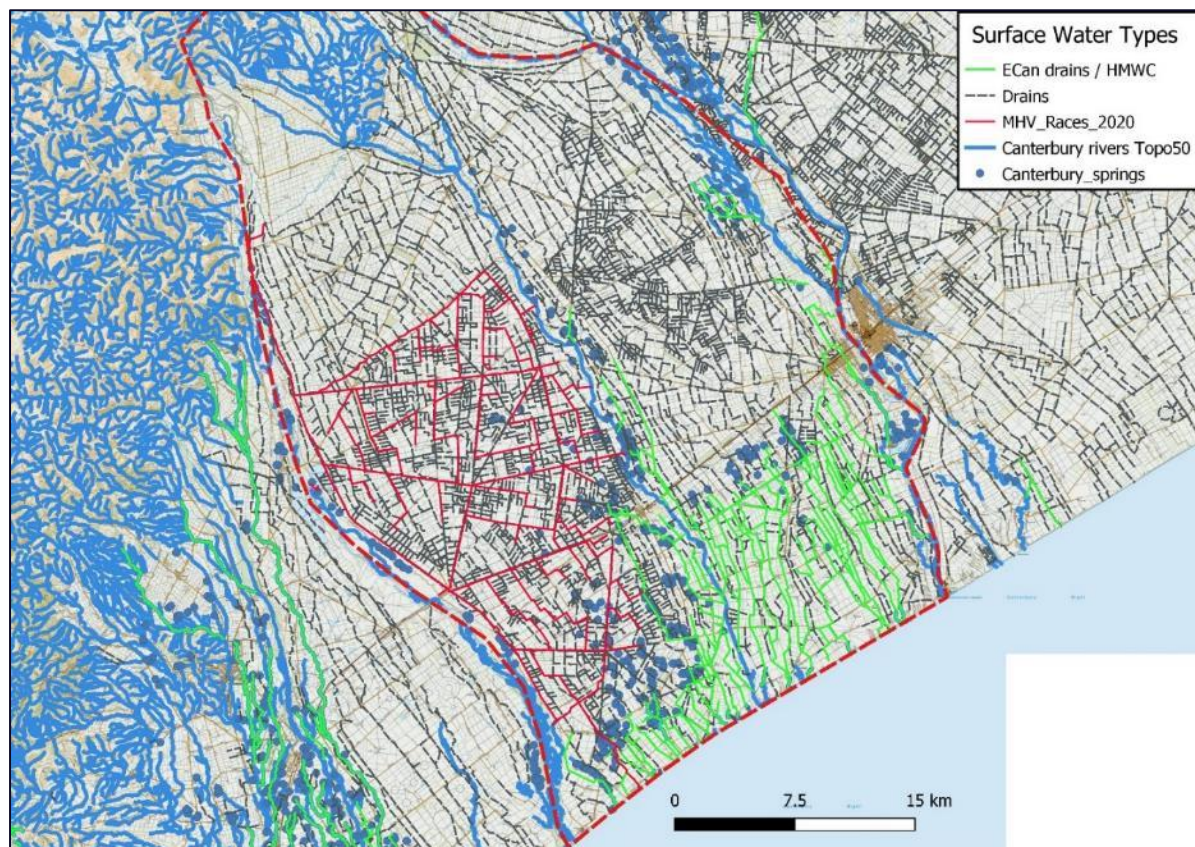 Surface Water Types
ECan drains / HMWC
Drains
MHV_Races_2020
Canterbury rivers Topo50
Canterbury_springs
0 7.5 15 km